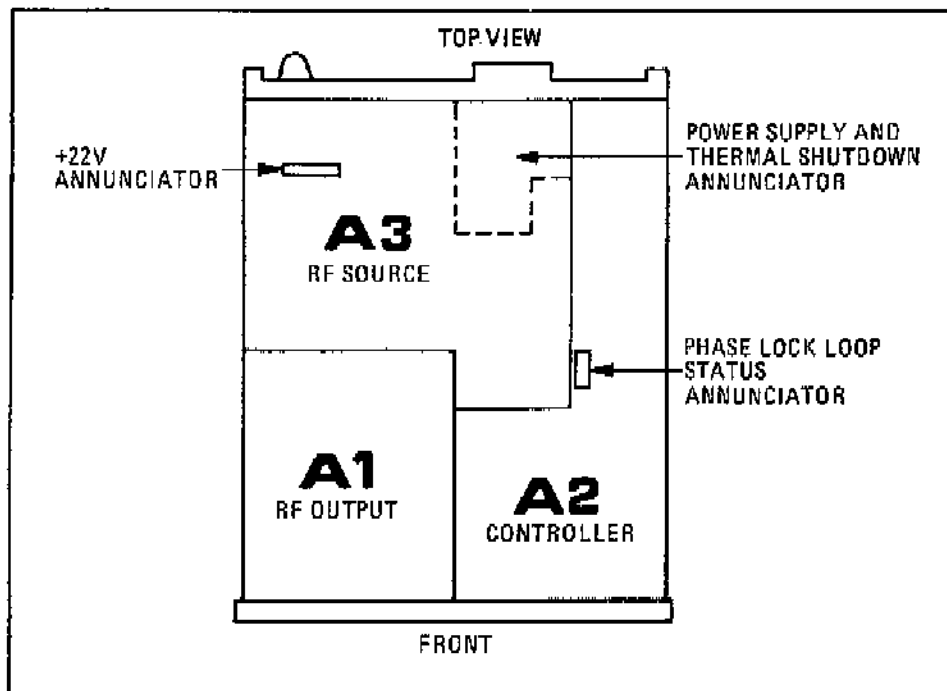 TOP VIEW
+22V
ANNUNCIATOR
POWER SUPPLY AND
THERMAL SHUTDOWN
ANNUNCIATOR
A3
RF SOURCE
PHASE LOCK LOOP
STATUS
ANNUNCIATOR
A1
RF OUTPUT
A2
CONTROLLER
FRONT